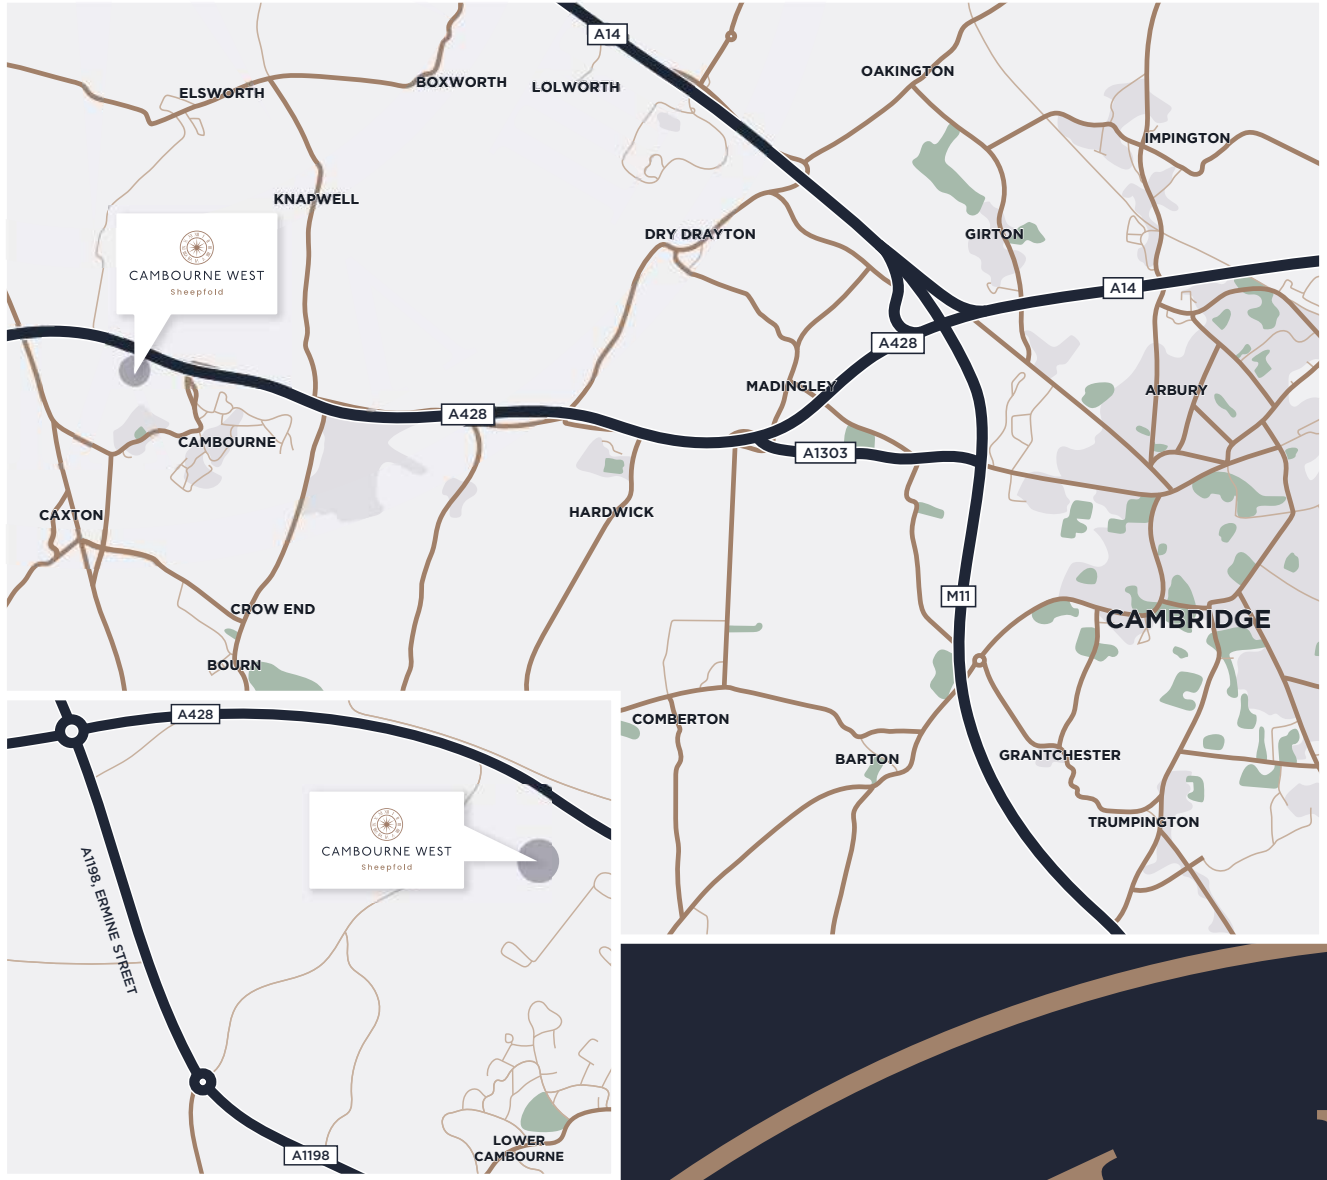 A14
OAKINGTON
BOXWORTH
LOLWORTH
ELSWORTH
IMPINGTON
KNAPWELL
DRY DRAYTON
GIRTON
CAMBOURNE WEST
Sheepfold
A14
A428
MADINGLEY
ARBURY
A428
CAMBOURNE
A1303
HARDWICK
CAXTON
M11
CROW END
CAMBRIDGE
BOURN
A428
COMBERTON
BARTON
GRANTCHESTER
TRUMPINGTON
CAMBOURNE WEST
Sheepfold
A1198, ERMINE STREET
LOWER
CAMBOURNE
A1198